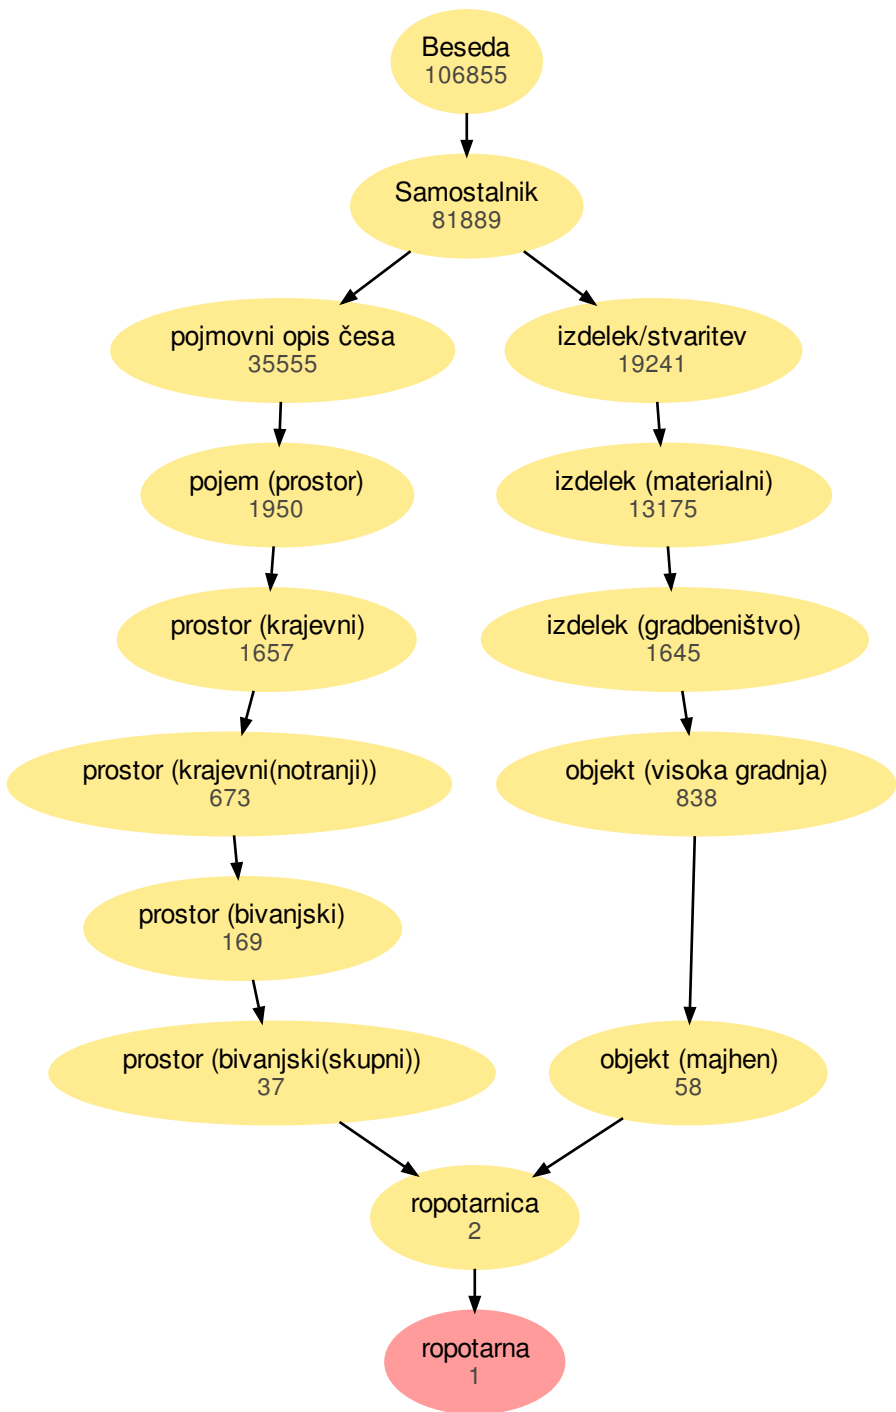 Beseda
106855
Samostalnik
81889
pojmovni opis česa
35555
izdelek/stvaritev
19241
pojem (prostor)
1950
izdelek (materialni)
13175
prostor (krajevni)
1657
izdelek (gradbeništvo)
1645
prostor (krajevni(notranji))
673
objekt (visoka gradnja)
838
prostor (bivanjski)
169
prostor (bivanjski(skupni))
37
objekt (majhen)
58
ropotarnica
2
ropotarna
1